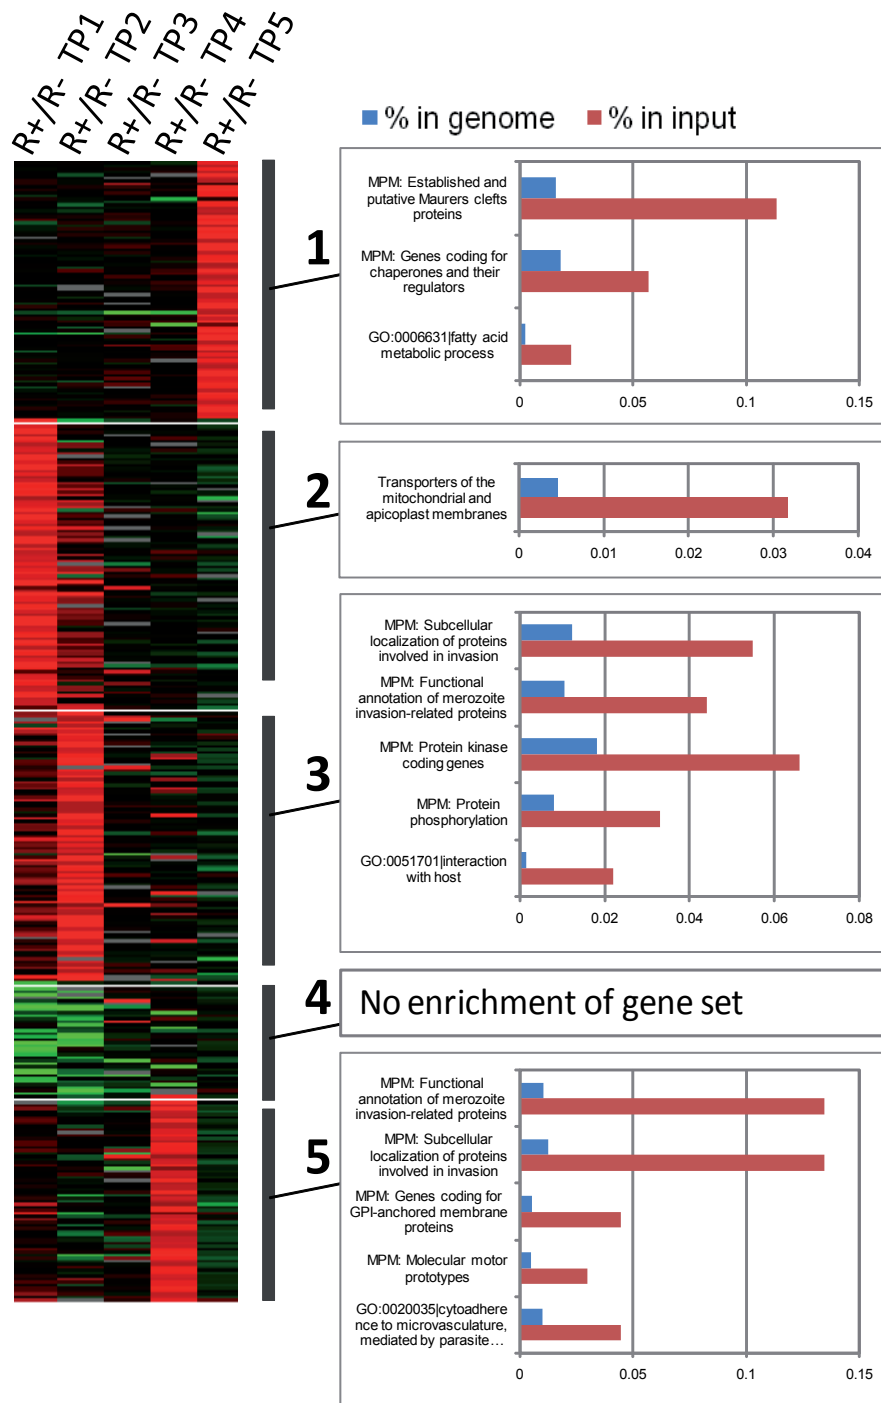 R+/R- TP1
R+/R- TP2
R+/R- TP3
R+/R- TP4
R+/R- TP5
% in genome
% in input
1
MPM: Established and
putative Maurers clefts
proteins
MPM: Genes coding for
chaperones and their
regulators
GO:0006631|fatty acid
metabolic process
0 0.05 0.1 0.15
2
Transporters of the
mitochondrial and
apicoplast membranes
0 0.01 0.02 0.03 0.04
3
MPM: Subcellular
localization of proteins
involved in invasion
MPM: Functional
annotation of merozoite
invasion-related proteins
MPM: Protein kinase
coding genes
MPM: Protein
phosphorylation
GO:0051701|interaction
with host
0 0.02 0.04 0.06 0.08
4
No enrichment of gene set
5
MPM: Functional
annotation of merozoite
invasion-related proteins
MPM: Subcellular
localization of proteins
involved in invasion
MPM: Genes coding for
GPI-anchored membrane
proteins
MPM: Molecular motor
prototypes
GO:0020035|cytoadhere
nce to microvasculature,
mediated by parasite…
0 0.05 0.1 0.15